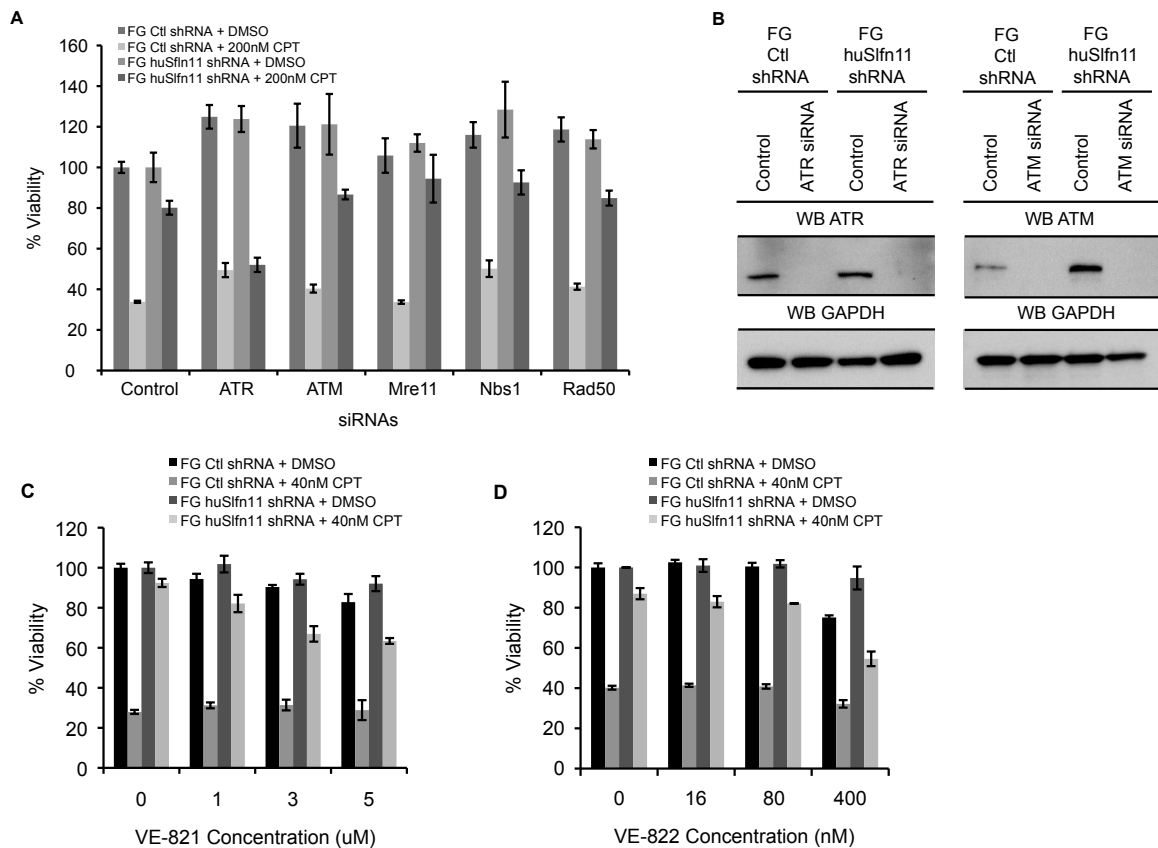 A
FG Ctl shRNA + DMSO
FG Ctl shRNA + 200nM CPT
FG huSlfln11 shRNA + DMSO
FG huSlfn11 shRNA + 200nM CPT
160
140
120
100
80
60
40
20
0
% Viability
Control ATR ATM Mre11 Nbs1 Rad50
siRNAs
B
FG Ctl shRNA
FG huSlfn11 shRNA
Control
ATR siRNA
Control
ATR siRNA
WB ATR
WB GAPDH
FG Ctl shRNA
FG huSlfn11 shRNA
Control
ATM siRNA
Control
ATM siRNA
WB ATM
WB GAPDH
C
FG Ctl shRNA + DMSO
FG Ctl shRNA + 40nM CPT
FG huSlfn11 shRNA + DMSO
FG huSlfn11 shRNA + 40nM CPT
120
100
80
60
40
20
0
% Viability
0 1 3 5
VE-821 Concentration (uM)
D
FG Ctl shRNA + DMSO
FG Ctl shRNA + 40nM CPT
FG huSlfn11 shRNA + DMSO
FG huSlfn11 shRNA + 40nM CPT
120
100
80
60
40
20
0
% Viability
0 16 80 400
VE-822 Concentration (nM)